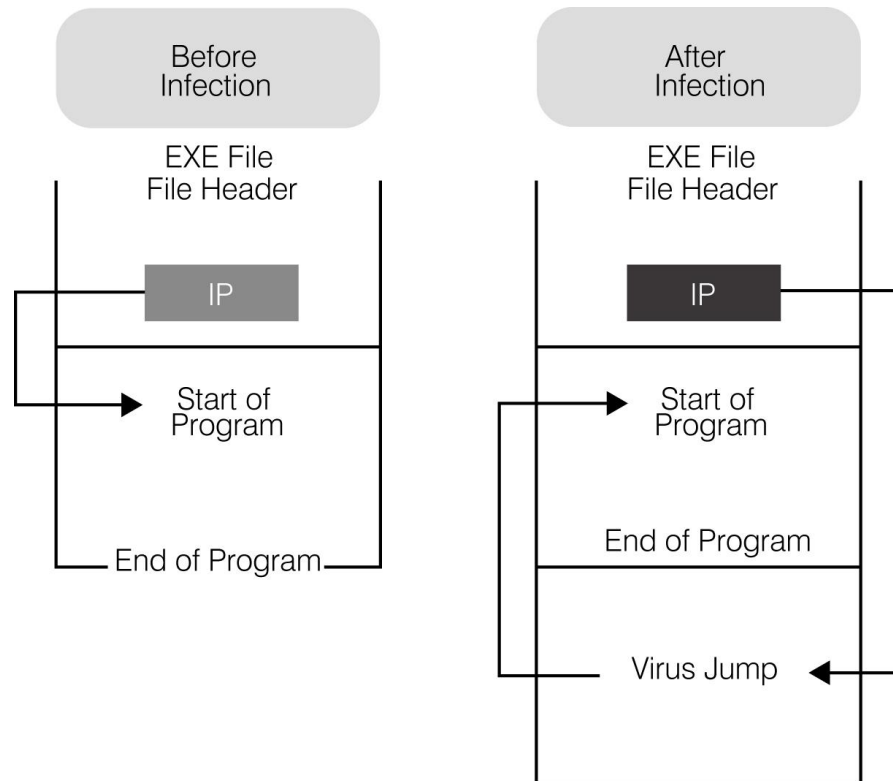 Before
Infection
EXE File
File Header
IP
Start of
Program
End of Program
After
Infection
EXE File
File Header
IP
Start of
Program
End of Program
Virus Jump